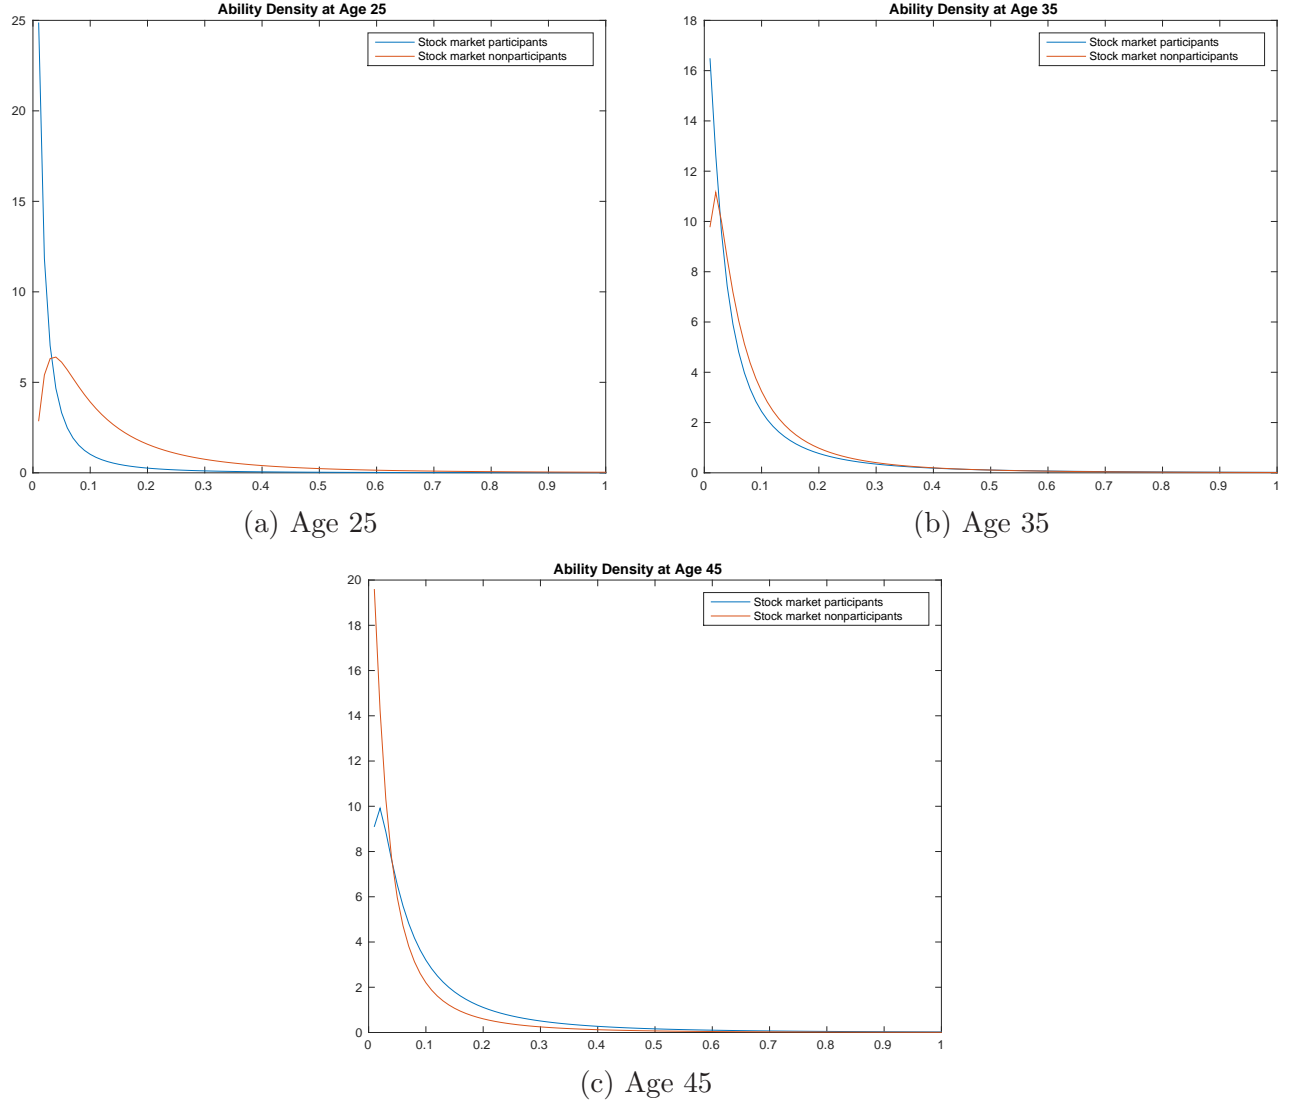 Ability Density at Age 25
25
20
15
10
5
0
Stock market participants
Stock market nonparticipants
0 0.1 0.2 0.3 0.4 0.5 0.6 0.7 0.8 0.9 1
(a) Age 25
Ability Density at Age 35
18
16
14
12
10
8
6
4
2
0
Stock market participants
Stock market nonparticipants
0 0.1 0.2 0.3 0.4 0.5 0.6 0.7 0.8 0.9 1
(b) Age 35
Ability Density at Age 45
20
18
16
14
12
10
8
6
4
2
0
Stock market participants
Stock market nonparticipants
0 0.1 0.2 0.3 0.4 0.5 0.6 0.7 0.8 0.9 1
(c) Age 45